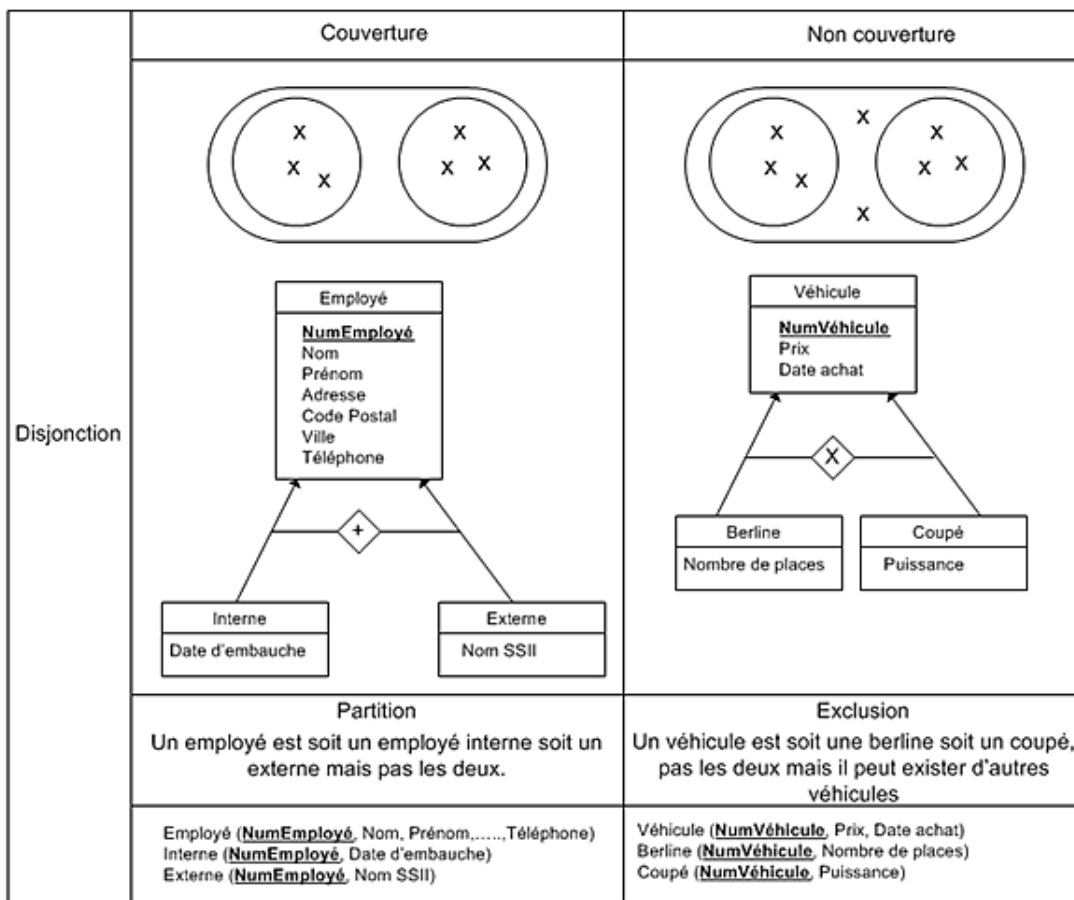 Couverture
Non couverture
Disjonction
X
X
X
X
X
X
X
X
X
X
X
X
X
X
Employé
NumEmployé
Nom
Prénom
Adresse
Code Postal
Ville
Téléphone
+
Interne
Date d'embauche
Externe
Nom SSII
Véhicule
NumVéhicule
Prix
Date achat
X
Berline
Nombre de places
Coupé
Puissance
Partition
Un employé est soit un employé interne soit un
externe mais pas les deux.
Exclusion
Un véhicule est soit une berline soit un coupé,
pas les deux mais il peut exister d'autres
véhicules
Employé (NumEmployé, Nom, Prénom,.....,Téléphone)
Interne (NumEmployé, Date d'embauche)
Externe (NumEmployé, Nom SSII)
Véhicule (NumVéhicule, Prix, Date achat)
Berline (NumVéhicule, Nombre de places)
Coupé (NumVéhicule, Puissance)